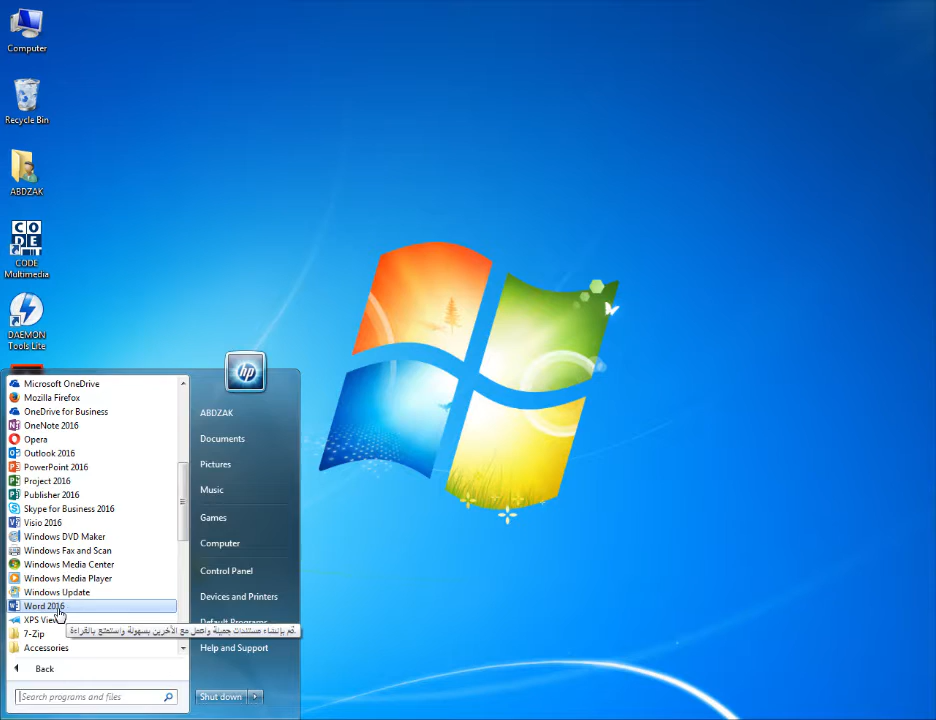 Computer
Recycle Bin
ABDZAK
CODE
Multimedia
DAEMON
Tools Lite
hp
Microsoft OneDrive
Mozilla Firefox
OneDrive for Business
OneNote 2016
Opera
Outlook 2016
PowerPoint 2016
Project 2016
Publisher 2016
Skype for Business 2016
Visio 2016
Windows DVD Maker
Windows Fax and Scan
Windows Media Center
Windows Media Player
Windows Update
Word 2016
XPS
قم بإنشاء مستندات جميلة واعمل مع الآخرين بسهولة واستمتع بالقراءة.
7-Zip
Accessories
Back
Search programs and files
ABDZAK
Documents
Pictures
Music
Games
Computer
Control Panel
Devices and Printers
Default Programs
Help and Support
Shut down